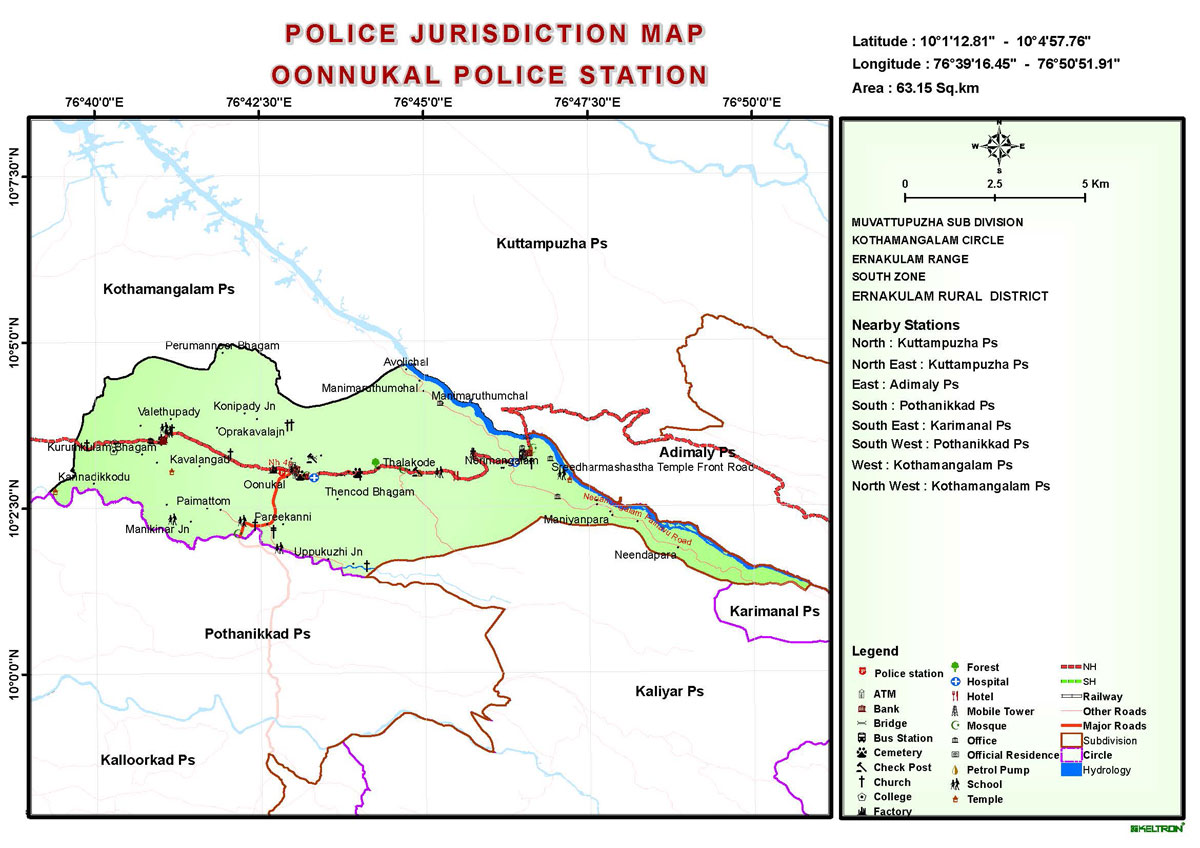 POLICE JURISDICTION MAP
OONNUKAL POLICE STATION
Latitude : 10°1'12.81" - 10°4'57.76"
Longitude : 76°39'16.45" - 76°50'51.91"
Area : 63.15 Sq.km
76°40'0"E
76°42'30"E
76°45'0"E
76°47'30"E
76°50'0"E
10°7'30"N
10°5'0"N
10°2'30"N
10°0'0"N
Kuttampuzha Ps
Kothamangalam Ps
Perumannoor Bhagam
Avolichal
Manimaruthumchal
Manimaruthumchal
Valethupady
Konipady Jn
Oprakavalajn
Kurumkulam Bhagam
Kavalangad
Nh 49
Thalakode
Nerimangalam
Adimaly Ps
Sreedharmashastha Temple Front Road
Kannadikkodu
Oonukal
Thencod Bhagam
Paimattom
Pareekanni
Manikinar Jn
Maniyanpara
Uppukuzhi Jn
Neendapara
Karimanal Ps
Pothanikkad Ps
Kaliyar Ps
Kalloorkad Ps
N
W
E
S
0
2.5
5 Km
MUVATTUPUZHA SUB DIVISION
KOTHAMANGALAM CIRCLE
ERNAKULAM RANGE
SOUTH ZONE
ERNAKULAM RURAL DISTRICT
Nearby Stations
North : Kuttampuzha Ps
North East : Kuttampuzha Ps
East : Adimaly Ps
South : Pothanikkad Ps
South East : Karimanal Ps
South West : Pothanikkad Ps
West : Kothamangalam Ps
North West : Kothamangalam Ps
Legend
Police station
ATM
Bank
Bridge
Bus Station
Cemetery
Check Post
Church
College
Factory
Forest
Hospital
Hotel
Mobile Tower
Mosque
Office
Official Residence
Petrol Pump
School
Temple
NH
SH
Railway
Other Roads
Major Roads
Subdivision
Circle
Hydrology
KELTRON